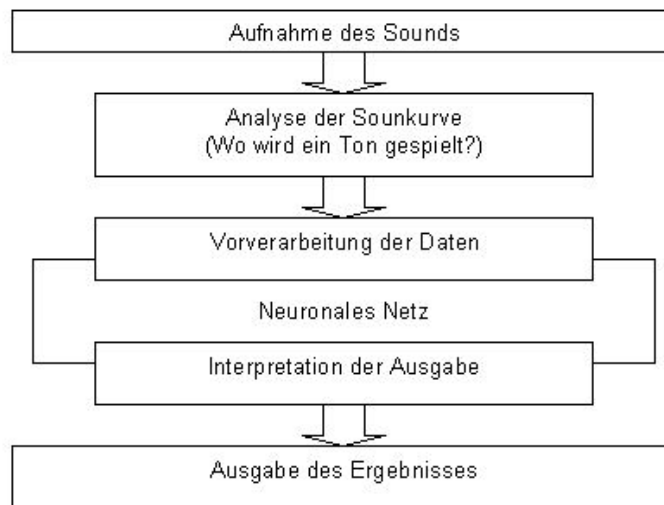 Aufnahme des Sounds
Analyse der Sounkurve
(Wo wird ein Ton gespielt?)
Vorverarbeitung der Daten
Neuronales Netz
Interpretation der Ausgabe
Ausgabe des Ergebnisses